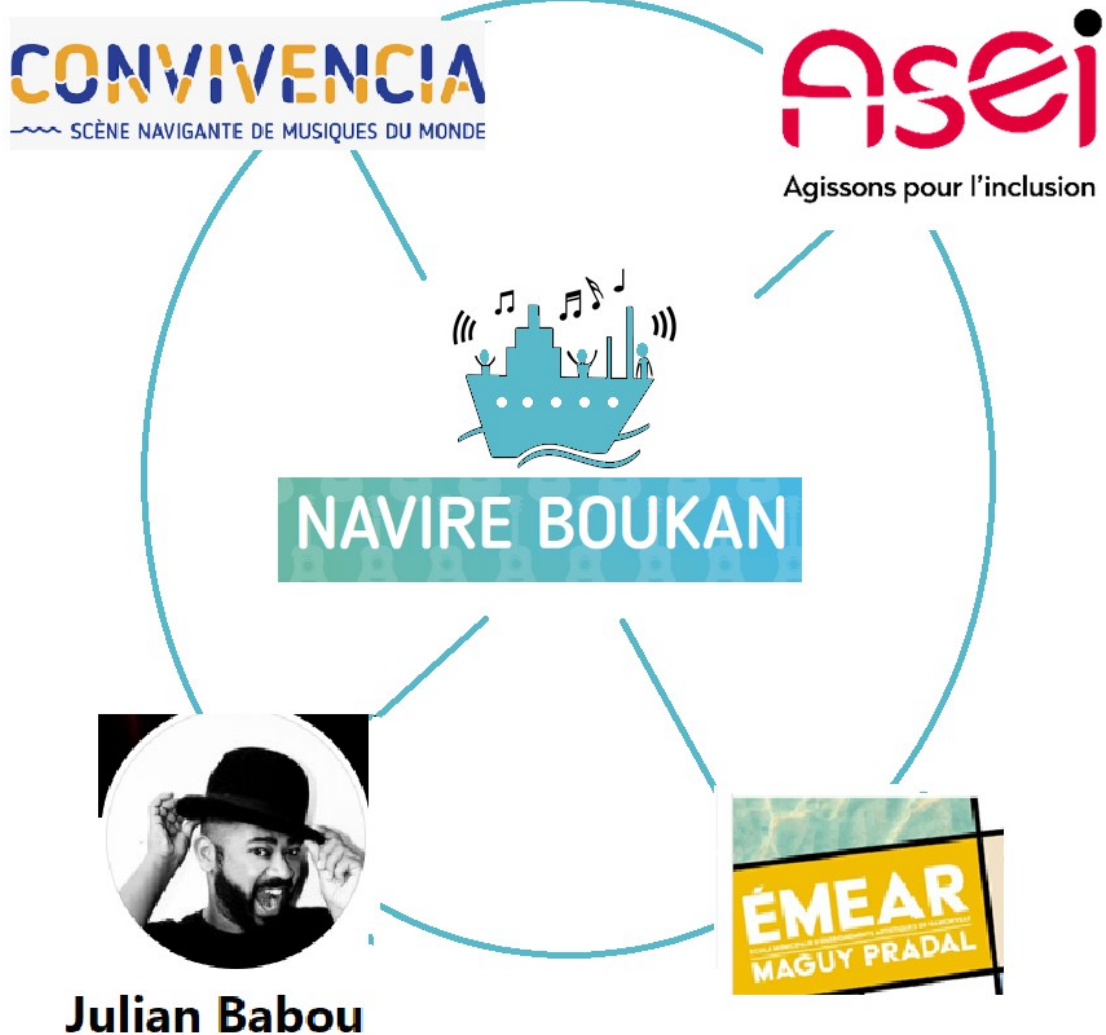 CONVIVENCIA
SCÈNE NAVIGANTE DE MUSIQUES DU MONDE
Asei
Agissons pour l'inclusion
NAVIRE BOUKAN
Julian Babou
ÉMEAR
MAGUY PRADAL